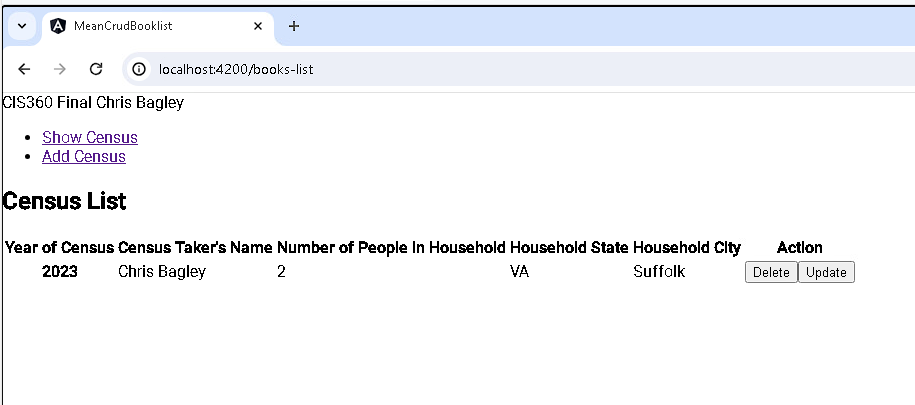 MeanCrudBooklist
localhost:4200/books-list
CIS360 Final Chris Bagley
Show Census
Add Census
Census List
Year of Census Census Taker's Name Number of People in Household Household State Household City Action
2023 Chris Bagley 2 VA Suffolk Delete Update